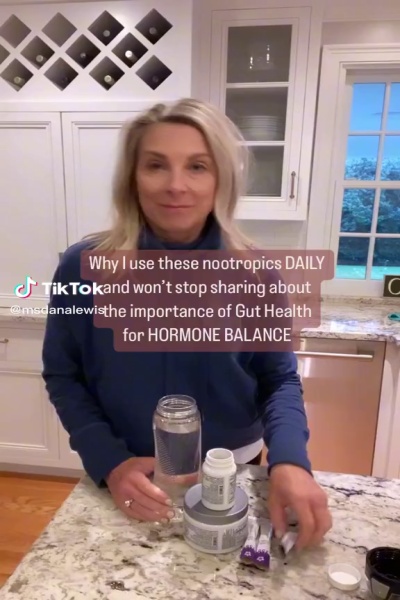 Why I use these nootropics DAILY
and won't stop sharing about
the importance of Gut Health
for HORMONE BALANCE
TikTok
@msdanalewis